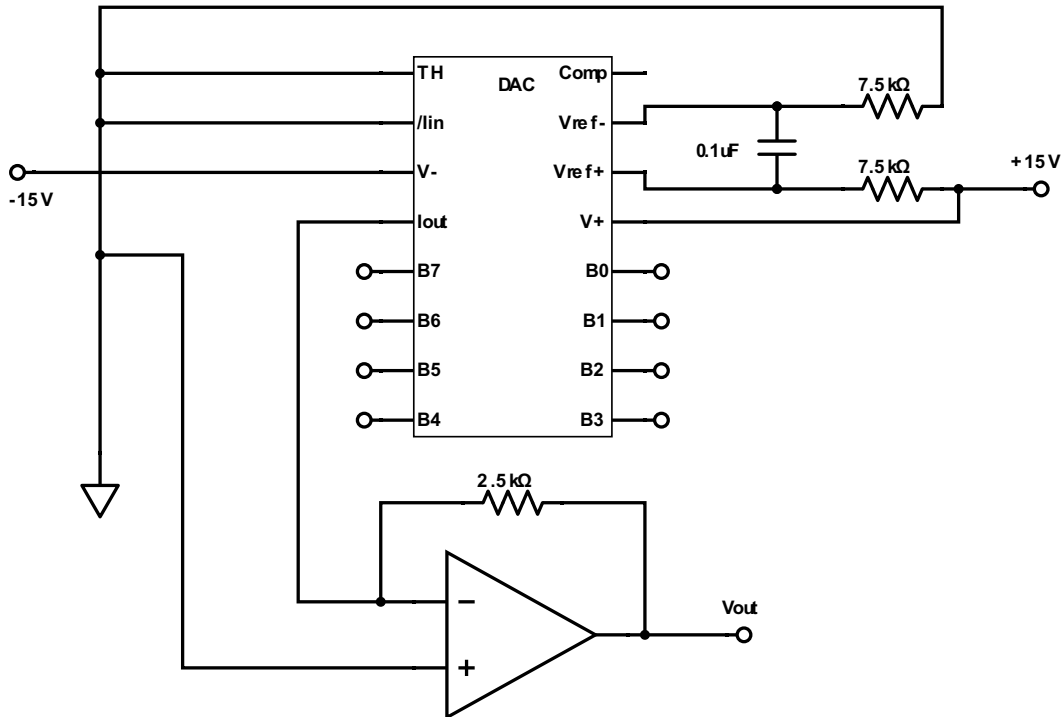 TH
DAC
Comp
7.5kΩ
/Iin
Vref-
0.1uF
V-
Vref+
7.5kΩ
+15V
-15V
Iout
V+
B7
B0
B6
B1
B5
B2
B4
B3
2.5kΩ
Vout
−
+